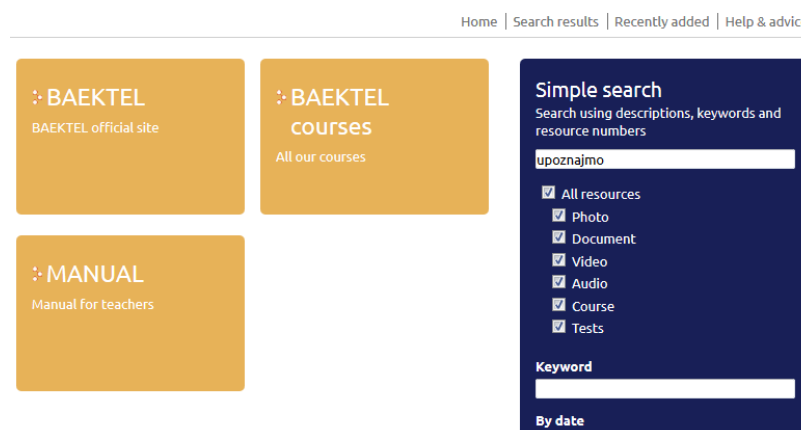 Home | Search results | Recently added | Help & advic
BAEKTEL
BAEKTEL official site
BAEKTEL
courses
All our courses
MANUAL
Manual for teachers
Simple search
Search using descriptions, keywords and
resource numbers
upoznajmo
All resources
Photo
Document
Video
Audio
Course
Tests
Keyword
By date